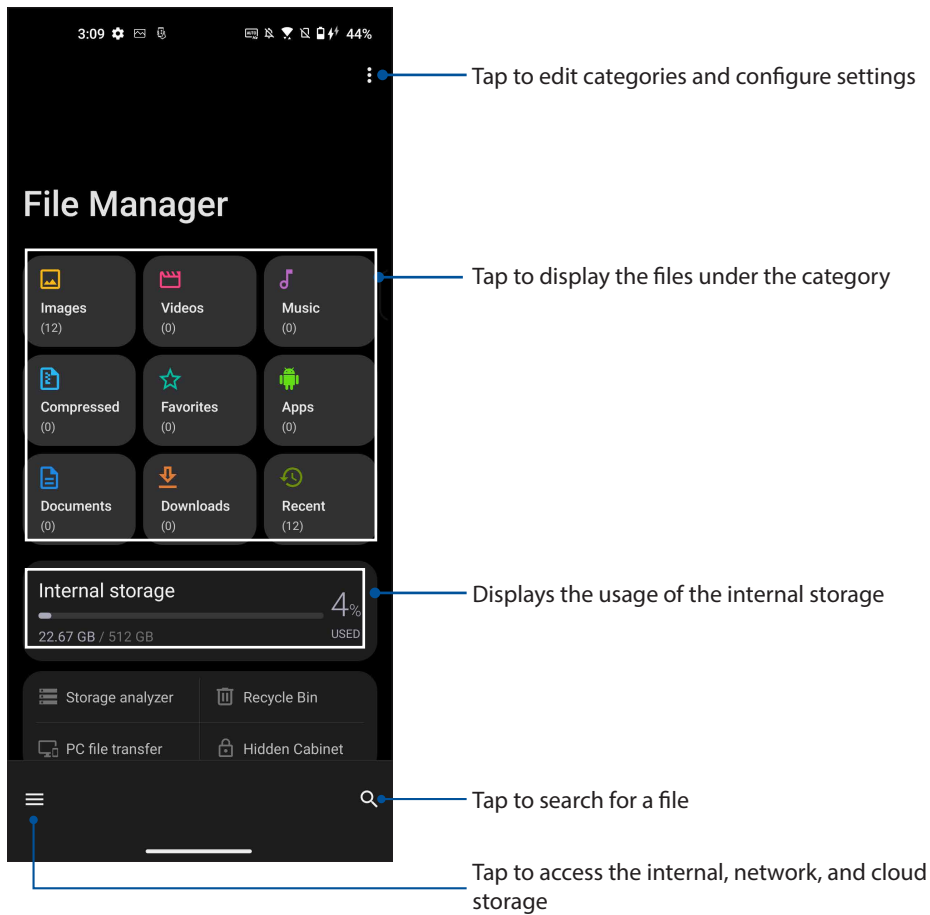 3:09
44%
Tap to edit categories and configure settings
File Manager
Tap to display the files under the category
Images
(12)
Videos
(0)
Music
(0)
Compressed
(0)
Favorites
(0)
Apps
(0)
Documents
(0)
Downloads
(0)
Recent
(12)
Internal storage
4%
22.67 GB / 512 GB
USED
Displays the usage of the internal storage
Storage analyzer
Recycle Bin
PC file transfer
Hidden Cabinet
Tap to search for a file
Tap to access the internal, network, and cloud
storage